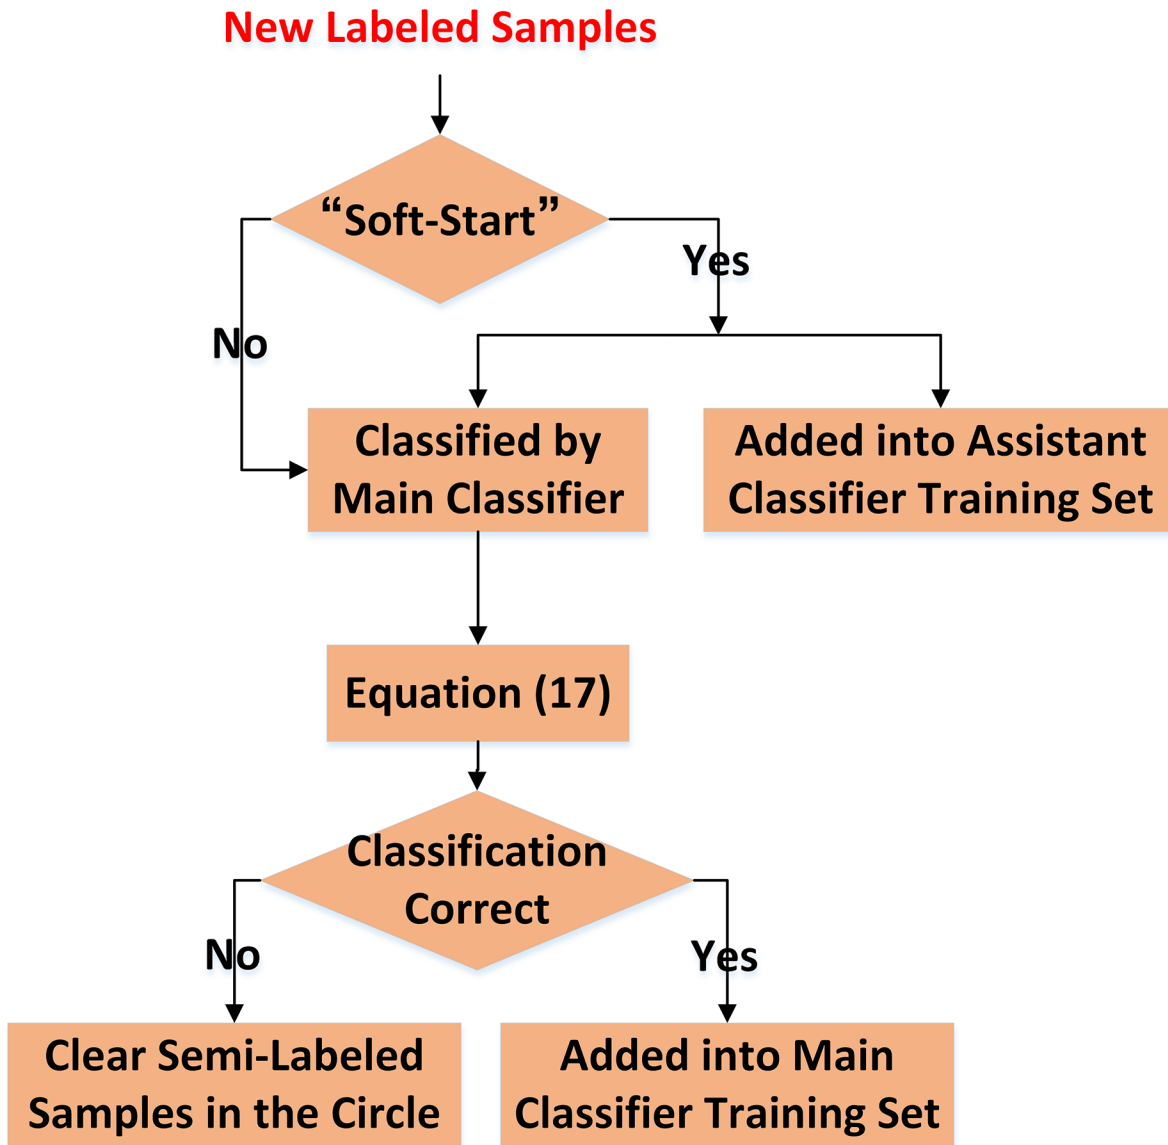 New Labeled Samples
“Soft-Start”
Yes
No
Classified by
Main Classifier
Added into Assistant
Classifier Training Set
Equation (17)
Classification
Correct
No
Yes
Clear Semi-Labeled
Samples in the Circle
Added into Main
Classifier Training Set